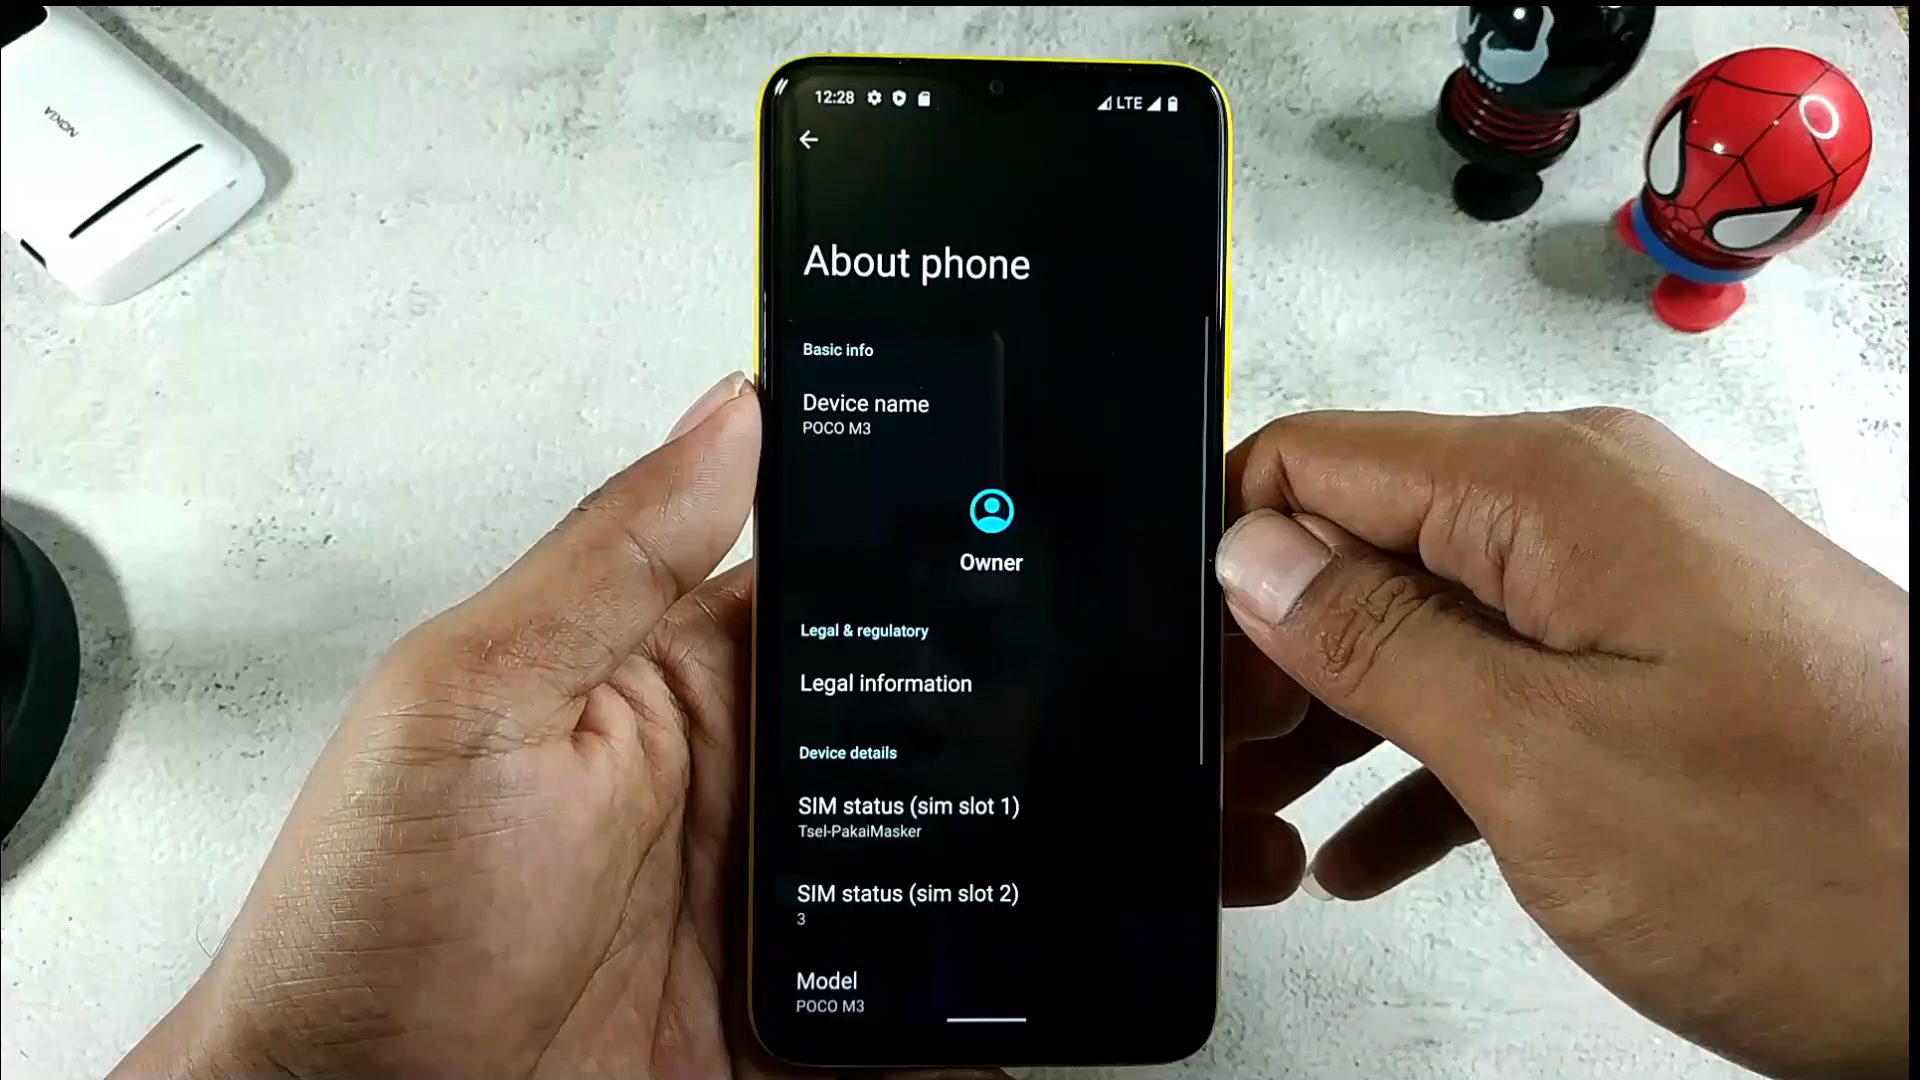 NOKIA
12:28
LTE
About phone
Basic info
Device name
POCO M3
Owner
Legal & regulatory
Legal information
Device details
SIM status (sim slot 1)
Tsel-PakaiMasker
SIM status (sim slot 2)
3
Model
POCO M3